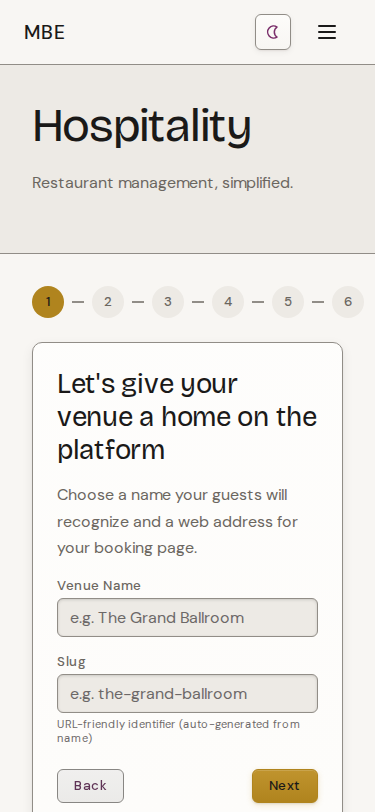 MBE
Hospitality
Restaurant management, simplified.
1 2 3 4 5 6
Let's give your
venue a home on the
platform
Choose a name your guests will
recognize and a web address for
your booking page.
Venue Name
e.g. The Grand Ballroom
Slug
e.g. the-grand-ballroom
URL-friendly identifier (auto-generated from
name)
Back Next